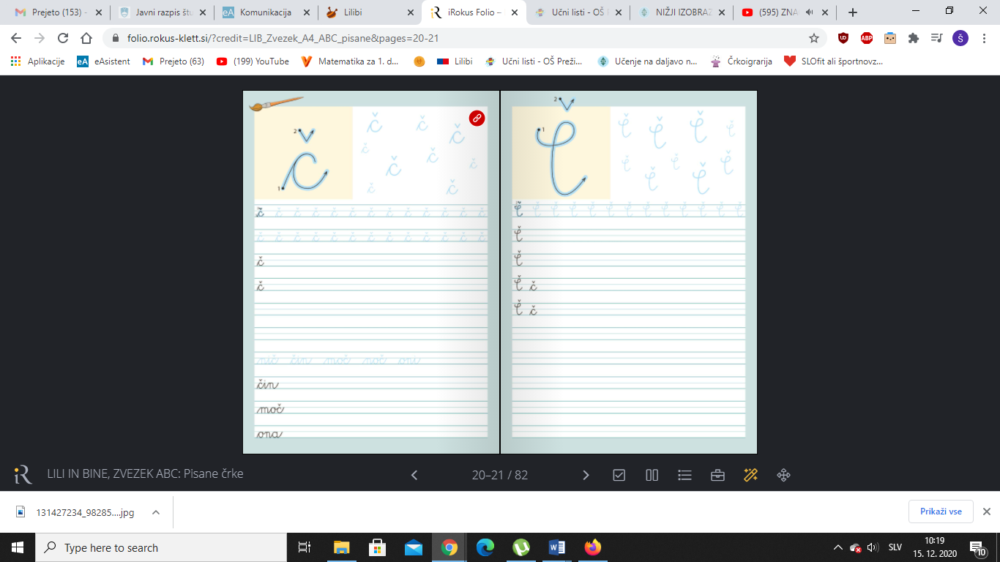 Prejeto (153) -
Javni razpis štu
Komunikacija
Lilibi
iRokus Folio –
Učni listi - OŠ P
NIŽJI IZOBRAZ
(595) ZNA
folio.rokus-klett.si/?credit=LIB_Zvezek_A4_ABC_pisane&pages=20-21
Aplikacije
eAsistent
Prejeto (63)
(199) YouTube
Matematika za 1. d...
Lilibi
Učni listi - OŠ Preži...
Učenje na daljavo n...
Črkoigrarija
SLOfit ali športnovz...
2
č č č č č č č č č č
1
č č č č č č č č č č č č č
č č č č č č č č č č č č č
č
č
nič čin moč noč oni
čin
moč
ona
2
1
Č Č Č Č Č Č Č Č Č Č
Č Č Č Č Č Č Č Č Č Č Č Č Č
Č
Č
Č č
Č č
iR
LILI IN BINE, ZVEZEK ABC: Pisane črke
20–21 / 82
131427234_98285....jpg
Prikaži vse
Type here to search
SLV
10:19
15. 12. 2020
10